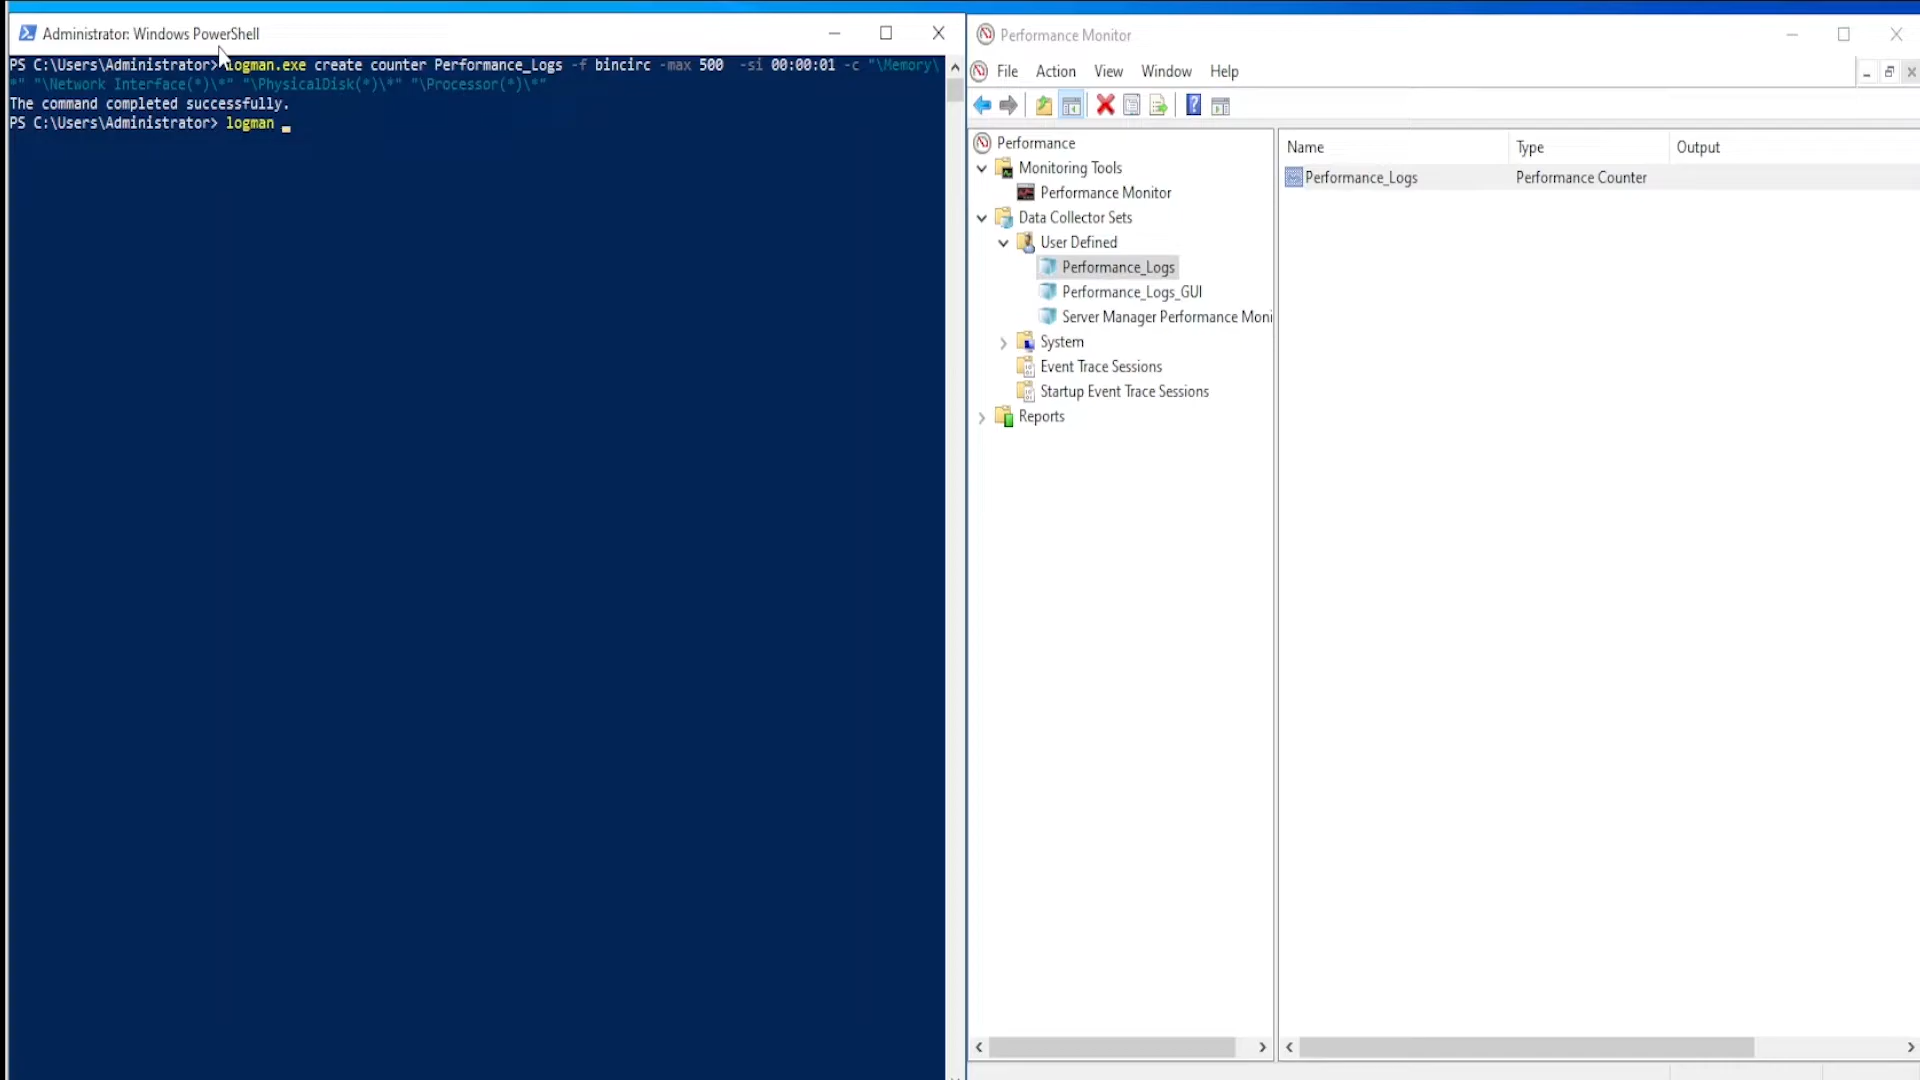 Administrator: Windows PowerShell
PS C:\Users\Administrator> logman.exe create counter Performance_Logs -f bincirc -max 500  -si 00:00:01 -c "\Memory\
*" "\Network Interface(*)\*" "\PhysicalDisk(*)\*" "\Processor(*)\*"
The command completed successfully.
PS C:\Users\Administrator> logman
Performance Monitor
File Action View Window Help
Performance
Monitoring Tools
Performance Monitor
Data Collector Sets
User Defined
Performance_Logs
Performance_Logs_GUI
Server Manager Performance Moni
System
Event Trace Sessions
Startup Event Trace Sessions
Reports
Name Type Output
Performance_Logs Performance Counter